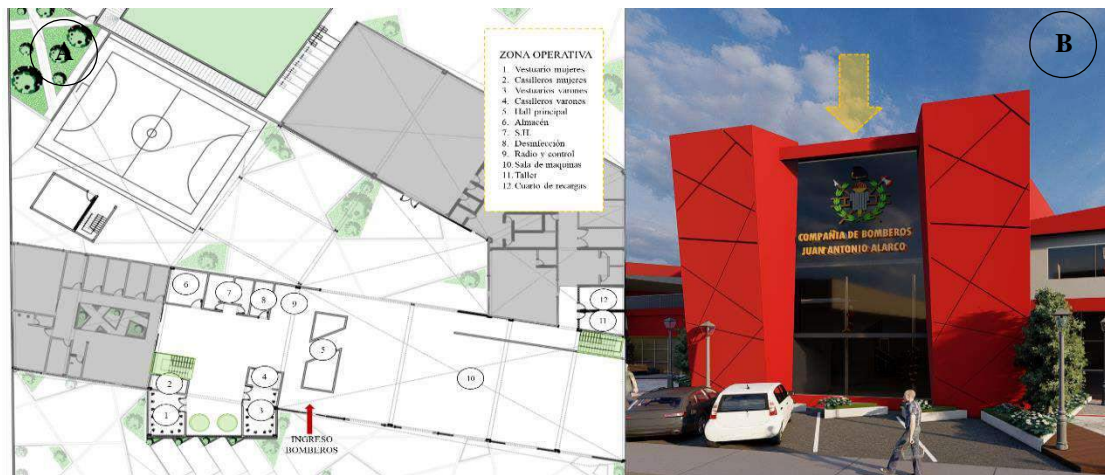 A
ZONA OPERATIVA
1. Vestuario mujeres
2. Casilleros mujeres
3. Vestuarios varones
4. Casilleros varones
5. Hall principal
6. Almacén
7. S.H.
8. Desinfección
9. Radio y control
10. Sala de maquinas
11. Taller
12. Cuarto de recargas
6
7
8
9
12
11
5
10
2
4
1
3
INGRESO
BOMBEROS
B
COMPAÑIA DE BOMBEROS
JUAN ANTONIO ALARCO